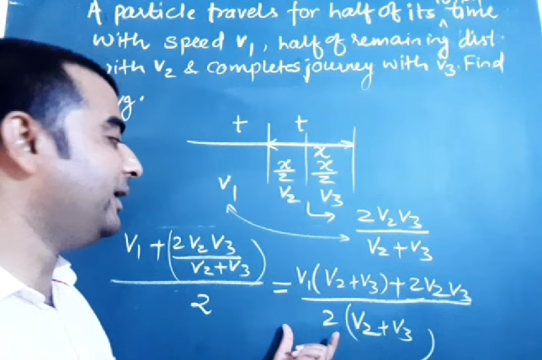 A particle travels for half of its time
with speed V₁, half of remaining dist.
with V₂ & completes journey with V₃. Find
t t
x
x/2 x/2
V₁ V₂ V₃
2V₂V₃/V₂+V₃
V₁+(2V₂V₃/V₂+V₃)/2 = V₁(V₂+V₃)+2V₂V₃/2(V₂+V₃)